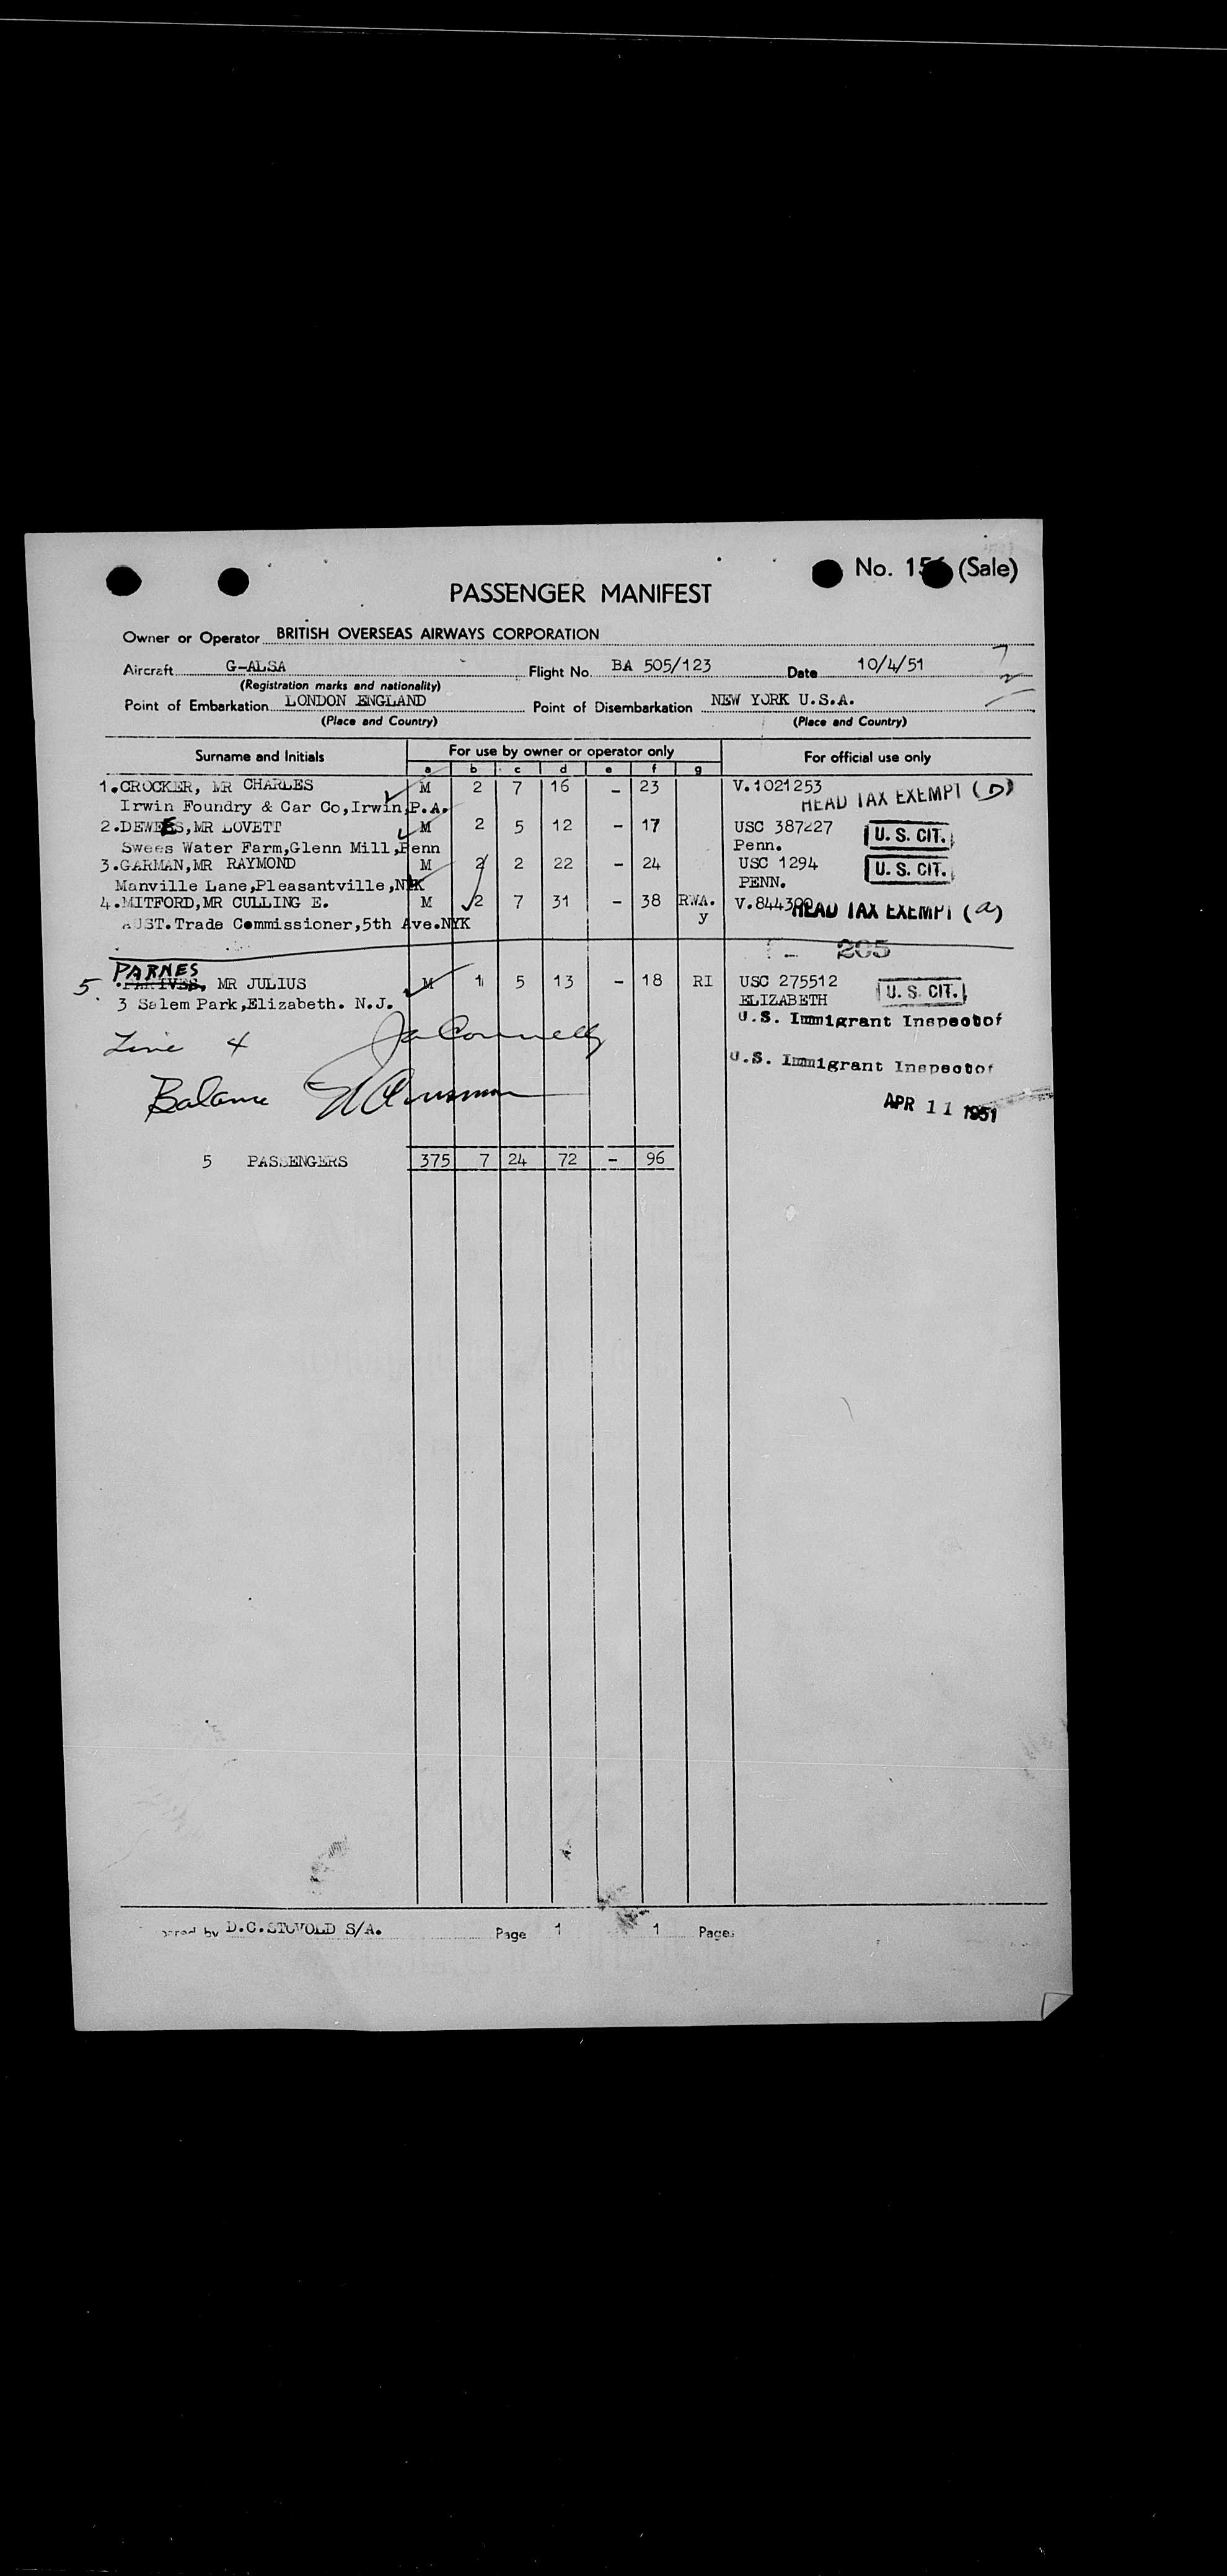 No. 15 (Sale)
PASSENGER MANIFEST
Owner or Operator BRITISH OVERSEAS AIRWAYS CORPORATION
Aircraft G-ALSA Flight No. BA 505/123 Date 10/4/51
(Registration marks and nationality)
Point of Embarkation LONDON ENGLAND Point of Disembarkation NEW YORK U.S.A.
(Place and Country) (Place and Country)
Surname and Initials For use by owner or operator only For official use only
a b c d e f g
1.CROCKER, MR CHARLES M 2 7 16 - 23 V.1021253
Irwin Foundry & Car Co,Irwin,P.A. HEAD TAX EXEMPT (D)
2.DEWEES,MR LOVETT M 2 5 12 - 17 USC 387227 U. S. CIT.
Swees Water Farm,Glenn Mill,Penn Penn.
3.GARMAN,MR RAYMOND M 2 2 22 - 24 USC 1294 U. S. CIT.
Manville Lane,Pleasantville,NYK PENN.
4.MITFORD,MR CULLING E. M 2 7 31 - 38 RWA. V.844390 HEAD TAX EXEMPT (a)
AUST.Trade Commissioner,5th Ave.NYK y
205
PARNES
5. MR JULIUS M 1 5 13 - 18 RI USC 275512 U. S. CIT.
3 Salem Park,Elizabeth. N.J. ELIZABETH
U.S. Immigrant Inspector
Line 4 Ja Connelly
U.S. Immigrant Inspector
Balance
APR 11 1951
5 PASSENGERS 375 7 24 72 - 96
by D.C.STOVOLD S/A. Page 1 1 Pages